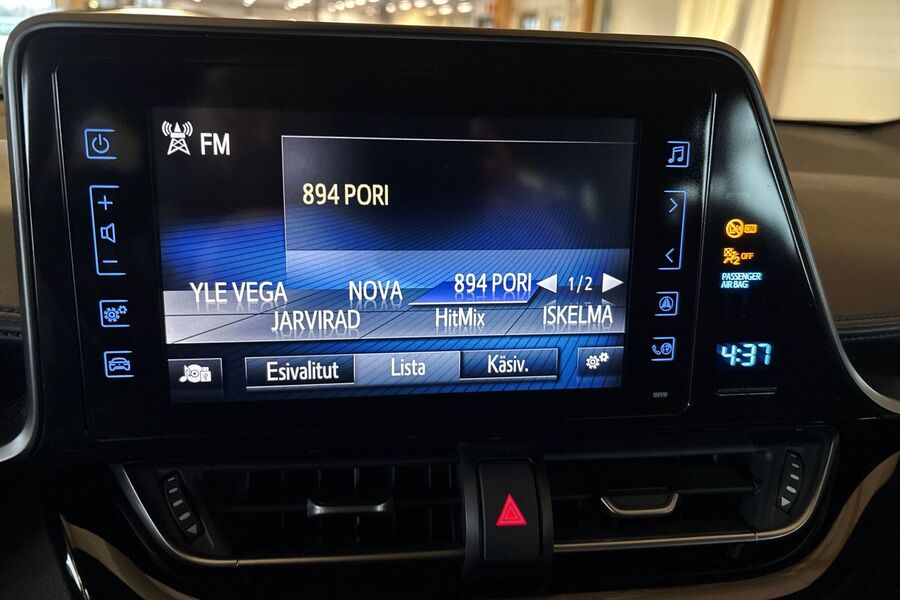 FM
894 PORI
YLE VEGA NOVA 894 PORI 1/2
JARVIRAD HitMix ISKELMA
Esivalitut Lista Käsiv.
ON
OFF
PASSENGER
AIR BAG
4:37
100510